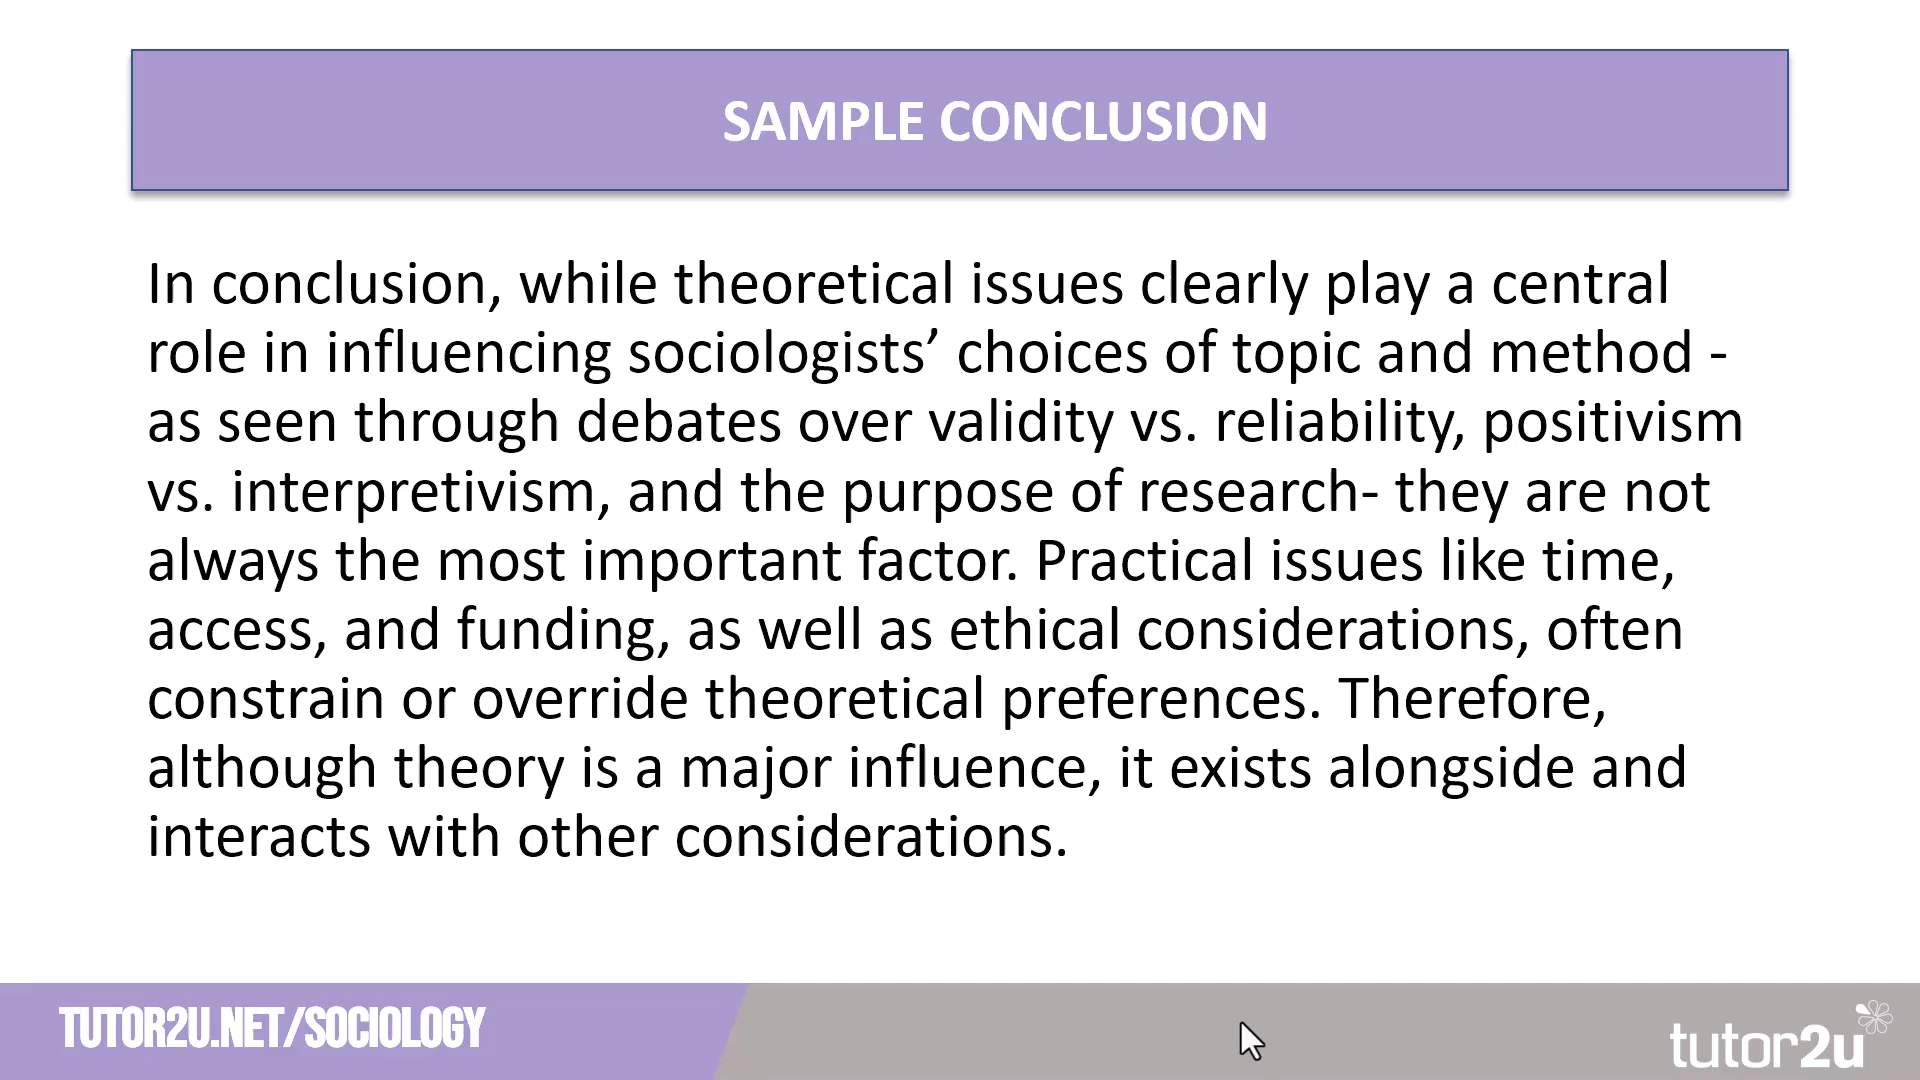 SAMPLE CONCLUSION
In conclusion, while theoretical issues clearly play a central
role in influencing sociologists’ choices of topic and method -
as seen through debates over validity vs. reliability, positivism
vs. interpretivism, and the purpose of research- they are not
always the most important factor. Practical issues like time,
access, and funding, as well as ethical considerations, often
constrain or override theoretical preferences. Therefore,
although theory is a major influence, it exists alongside and
interacts with other considerations.
TUTOR2U.NET/SOCIOLOGY
tutor2u